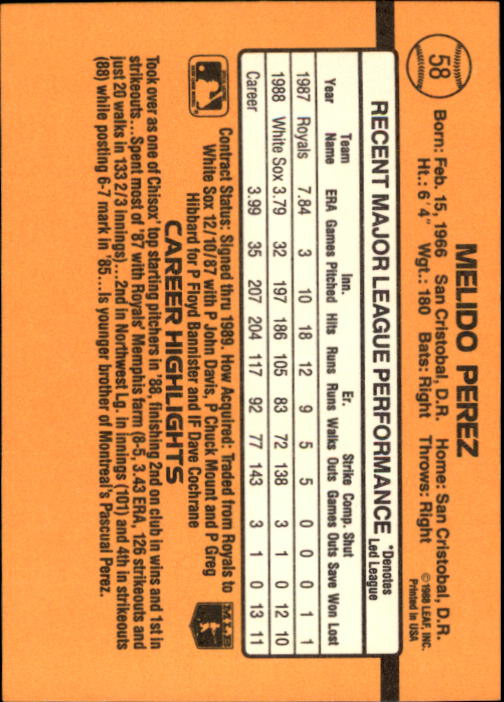 58
MELIDO PEREZ
Born: Feb. 15, 1966 San Cristobal, D.R. Home: San Cristobal, D.R.
Ht.: 6'4" Wgt.: 180 Bats: Right Throws: Right
© 1988 LEAF, INC.
Printed in USA
RECENT MAJOR LEAGUE PERFORMANCE *Denotes Led League
Team Inn. Er. Strike Comp. Shut
Year Name ERA Games Pitched Hits Runs Runs Walks Outs Games Outs Save Won Lost
1987 Royals 7.84 3 10 18 12 9 5 5 0 0 0 1 1
1988 White Sox 3.79 32 197 186 105 83 72 138 3 1 0 12 10
Career 3.99 35 207 204 117 92 77 143 3 1 0 13 11
Contract Status: Signed thru 1989. How Acquired: Traded from Royals to
White Sox 12/10/87 with P John Davis, P Chuck Mount and P Greg
Hibbard for P Floyd Bannister and IF Dave Cochrane
MLB
CAREER HIGHLIGHTS
Took over as one of Chisox' top starting pitchers in '88, finishing 2nd on club in wins and 1st in
strikeouts...Spent most of '87 with Royals' Memphis farm (8-5, 3.43 ERA, 126 strikeouts and
just 20 walks in 133 2/3 innings)...2nd in Northwest Lg. in innings (101) and 4th in strikeouts
(88) while posting 6-7 mark in '85...Is younger brother of Montreal's Pascual Perez.